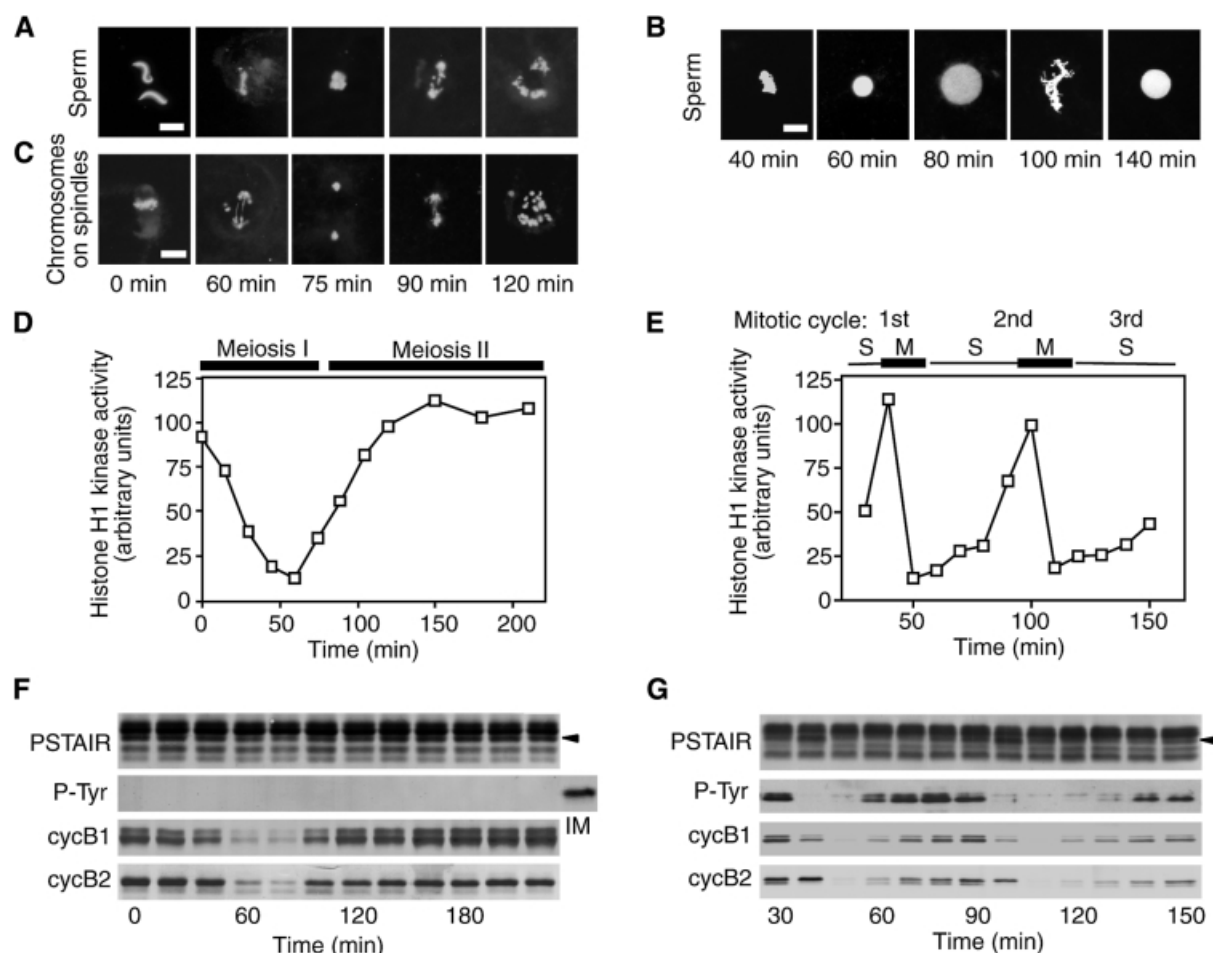 A
Sperm
B
Sperm
40 min 60 min 80 min 100 min 140 min
C
Chromosomes
on spindles
0 min 60 min 75 min 90 min 120 min
D
Meiosis I Meiosis II
Histone H1 kinase activity
(arbitrary units)
125
100
75
50
25
0
0 50 100 150 200
Time (min)
E
Mitotic cycle: 1st 2nd 3rd
S M S M S
Histone H1 kinase activity
(arbitrary units)
125
100
75
50
25
0
50 100 150
Time (min)
F
PSTAIR
P-Tyr
IM
cycB1
cycB2
0 60 120 180
Time (min)
G
PSTAIR
P-Tyr
cycB1
cycB2
30 60 90 120 150
Time (min)